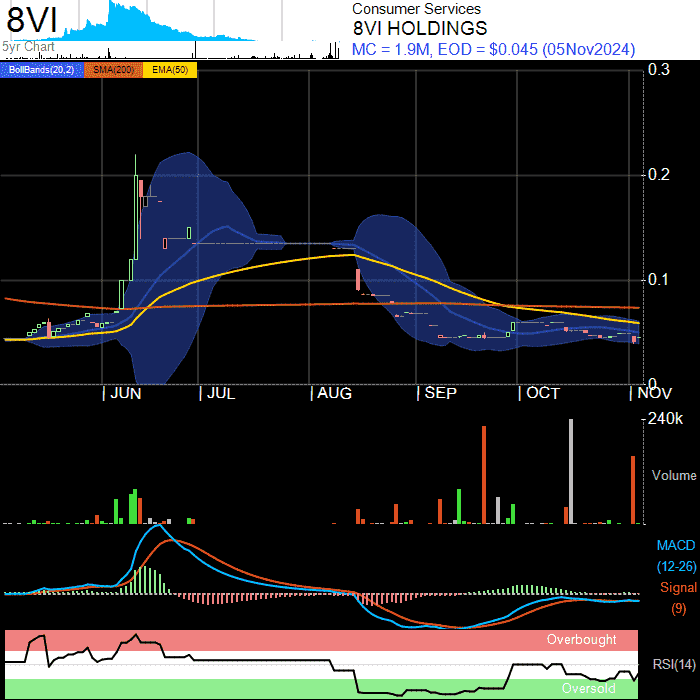 8VI
Consumer Services
8VI HOLDINGS
5yr Chart
MC = 1.9M, EOD = $0.045 (05Nov2024)
BollBands(20,2) SMA(200) EMA(50)
0.3
0.2
0.1
0
| JUN | JUL | AUG | SEP | OCT | NOV
240k
Volume
MACD
(12-26)
Signal
(9)
Overbought
RSI(14)
Oversold